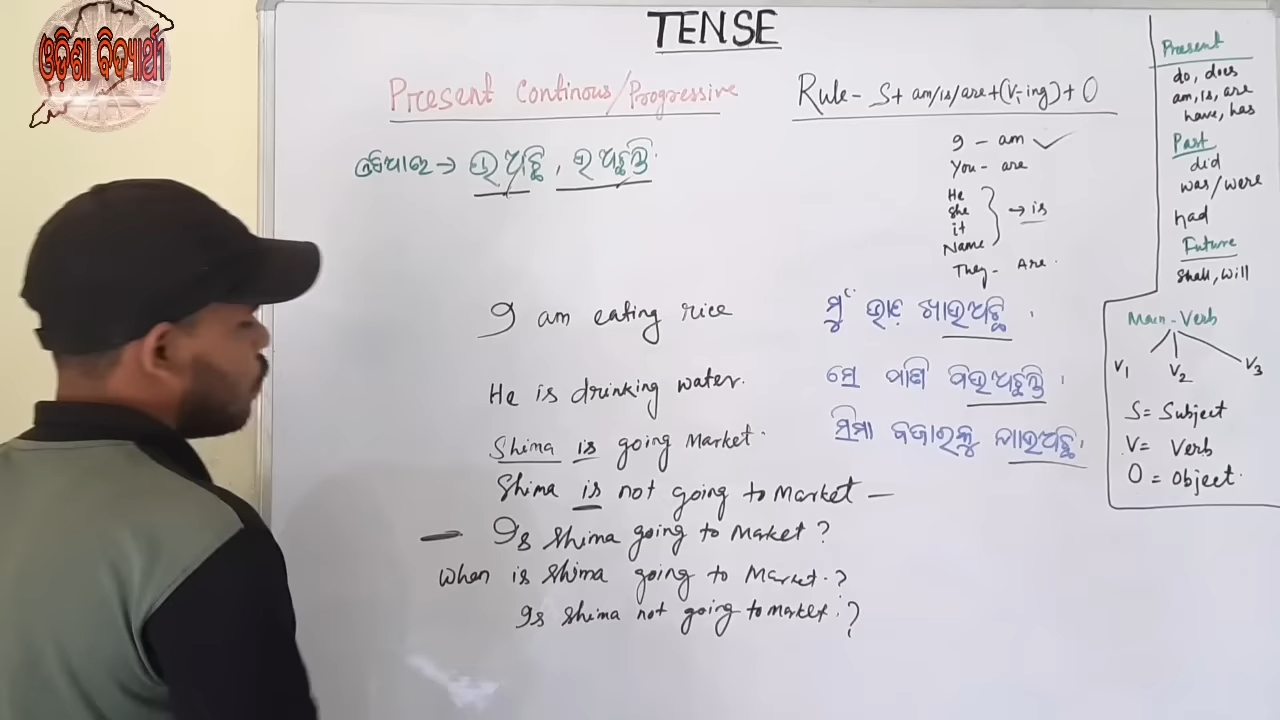 ଓଡ଼ିଶା ବିଦ୍ୟାର୍ଥୀ
TENSE
Present Continous/Progressive
Rule- S+ am/is/are+(V1-ing)+O
→ ଉଅଛି, ଉଅଛନ୍ତି
I - am
You - are
He
She
it
Name
→ is
They - Are
I am eating rice
ମୁଁ ଭାତ ଖାଉଅଛି
He is drinking water.
ସେ ପାଣି ପିଉଅଛନ୍ତି
Shima is going Market.
ସିମା ବଜାରକୁ ଯାଉଅଛି
Shima is not going to Market —
— Is Shima going to Market?
When is Shima going to Market.?
Is Shima not going to market.?
Present
do, does
am, is, are
have, has
Past
did
was/were
had
Future
Shall, will
Main-Verb
V1 V2 V3
S= Subject
V= Verb
O = Object.